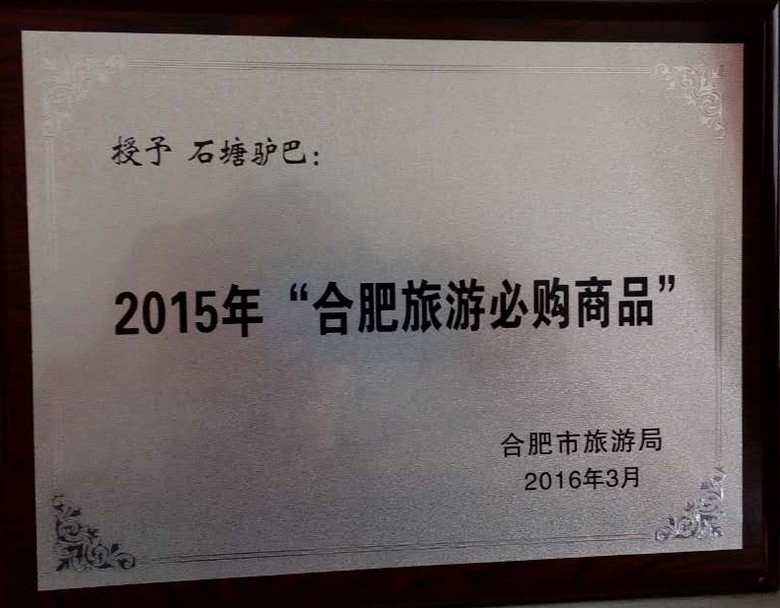 授予 石塘驴巴：
2015年“合肥旅游必购商品”
合肥市旅游局
2016年3月